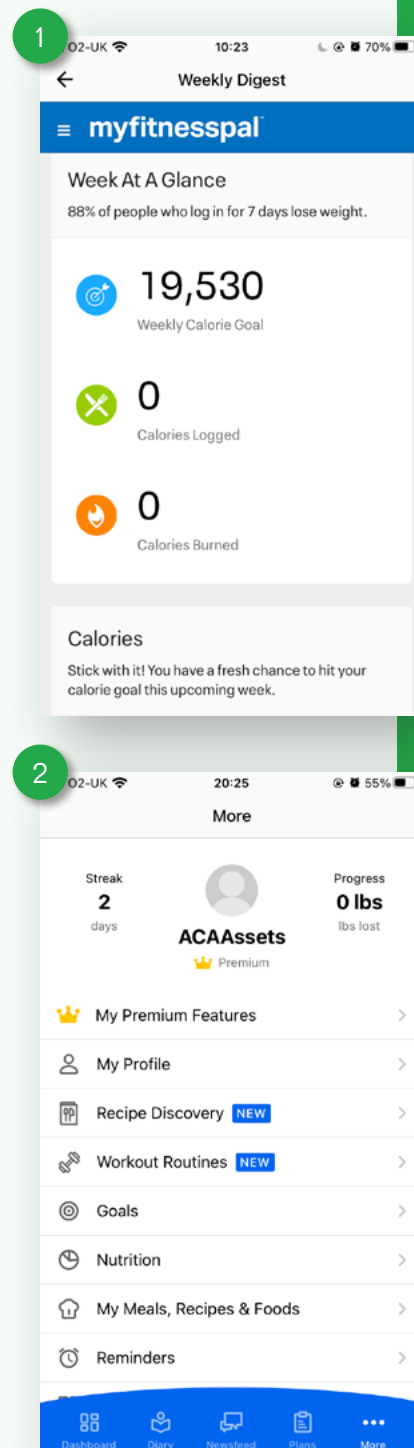 1
O2-UK 10:23 70%
Weekly Digest
myfitnesspal
Week At A Glance
88% of people who log in for 7 days lose weight.
19,530
Weekly Calorie Goal
0
Calories Logged
0
Calories Burned
Calories
Stick with it! You have a fresh chance to hit your
calorie goal this upcoming week.
2
O2-UK 20:25 55%
More
Streak
2
days
ACAAssets
Premium
Progress
0 lbs
lbs lost
My Premium Features
My Profile
Recipe Discovery NEW
Workout Routines NEW
Goals
Nutrition
My Meals, Recipes & Foods
Reminders
Dashboard Diary Newsfeed Plans More